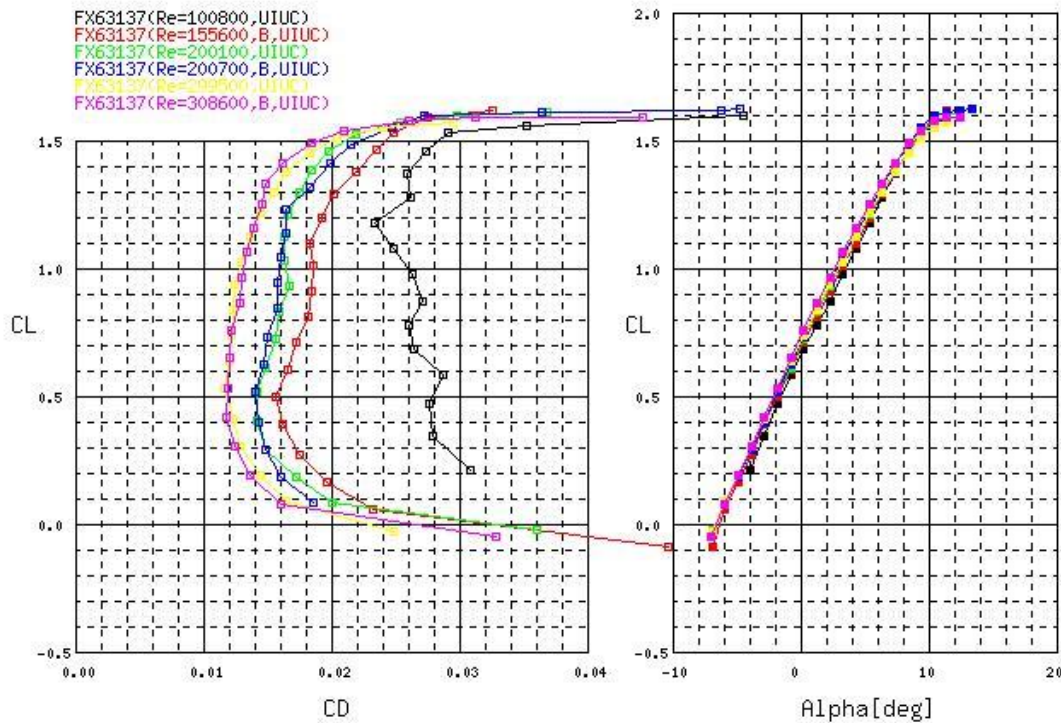 FX63137(Re=100800,UIUC)
FX63137(Re=155600,B,UIUC)
FX63137(Re=200100,UIUC)
FX63137(Re=200700,B,UIUC)
FX63137(Re=299500,UIUC)
FX63137(Re=308600,B,UIUC)
1.5
1.0
CL
0.5
0.0
-0.5
0.00
0.01
0.02
0.03
0.04
CD
2.0
1.5
1.0
CL
0.5
0.0
-0.5
-10
0
10
20
Alpha[deg]